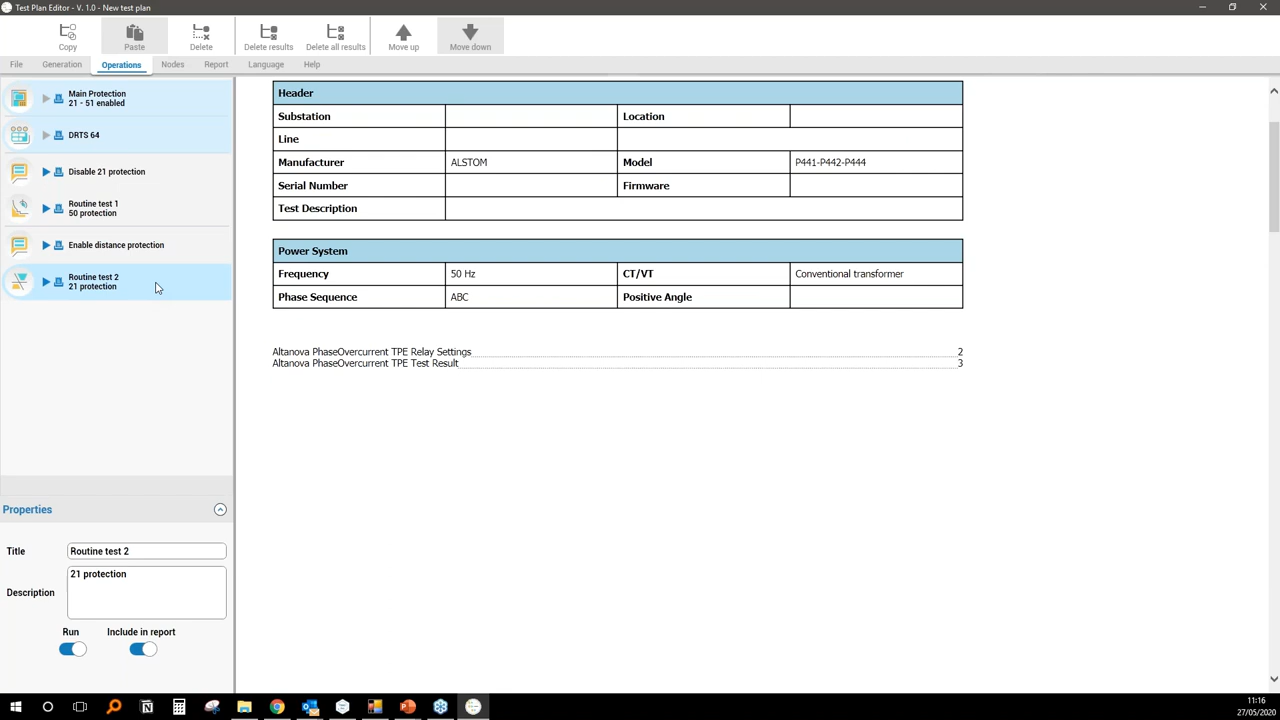 Test Plan Editor - V. 1.0 - New test plan
Copy
Paste
Delete
Delete results
Delete all results
Move up
Move down
File
Generation
Operations
Nodes
Report
Language
Help
Main Protection
21 - 51 enabled
DRTS 64
Disable 21 protection
Routine test 1
50 protection
Enable distance protection
Routine test 2
21 protection
Properties
Title
Routine test 2
Description
21 protection
Run
Include in report
Header
Substation
Location
Line
Manufacturer
ALSTOM
Model
P441-P442-P444
Serial Number
Firmware
Test Description
Power System
Frequency
50 Hz
CT/VT
Conventional transformer
Phase Sequence
ABC
Positive Angle
Altanova PhaseOvercurrent TPE Relay Settings 2
Altanova PhaseOvercurrent TPE Test Result 3
11:16
27/05/2020